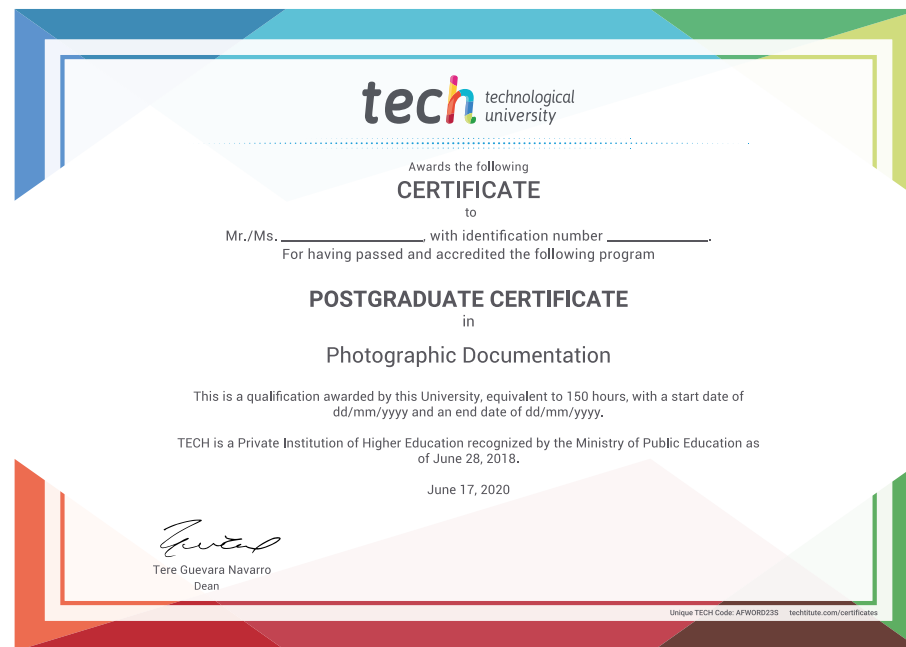 tech technological
university
Awards the following
CERTIFICATE
to
Mr./Ms. ____________________, with identification number ______________.
For having passed and accredited the following program
POSTGRADUATE CERTIFICATE
in
Photographic Documentation
This is a qualification awarded by this University, equivalent to 150 hours, with a start date of
dd/mm/yyyy and an end date of dd/mm/yyyy.
TECH is a Private Institution of Higher Education recognized by the Ministry of Public Education as
of June 28, 2018.
June 17, 2020
Tere Guevara Navarro
Dean
Unique TECH Code: AFWORD23S techtitute.com/certificates